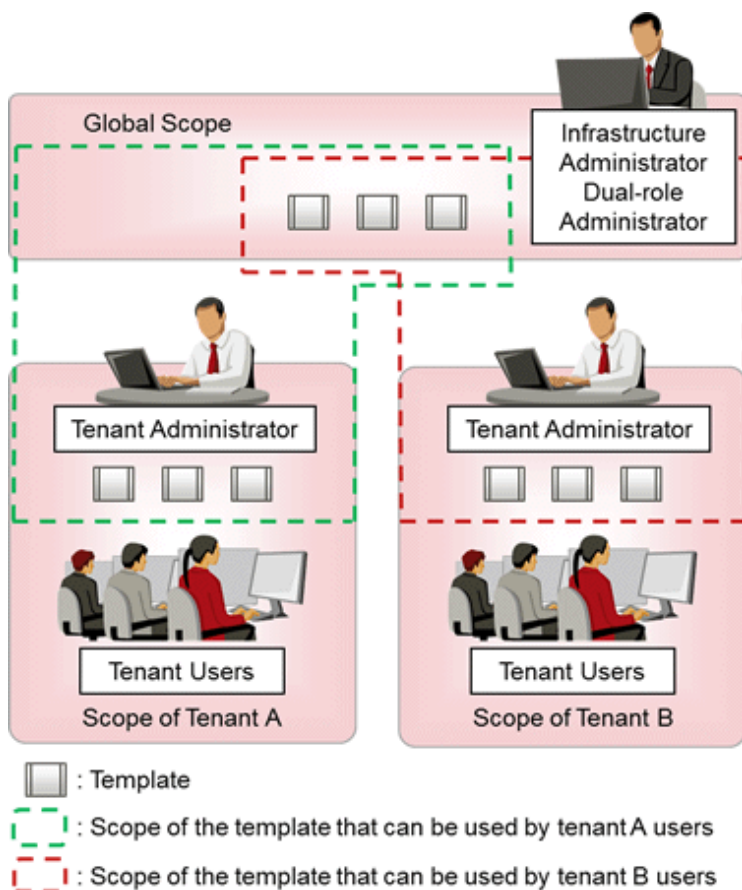 Global Scope
Infrastructure
Administrator
Dual-role
Administrator
Tenant Administrator
Tenant Administrator
Tenant Users
Tenant Users
Scope of Tenant A
Scope of Tenant B
: Template
: Scope of the template that can be used by tenant A users
: Scope of the template that can be used by tenant B users